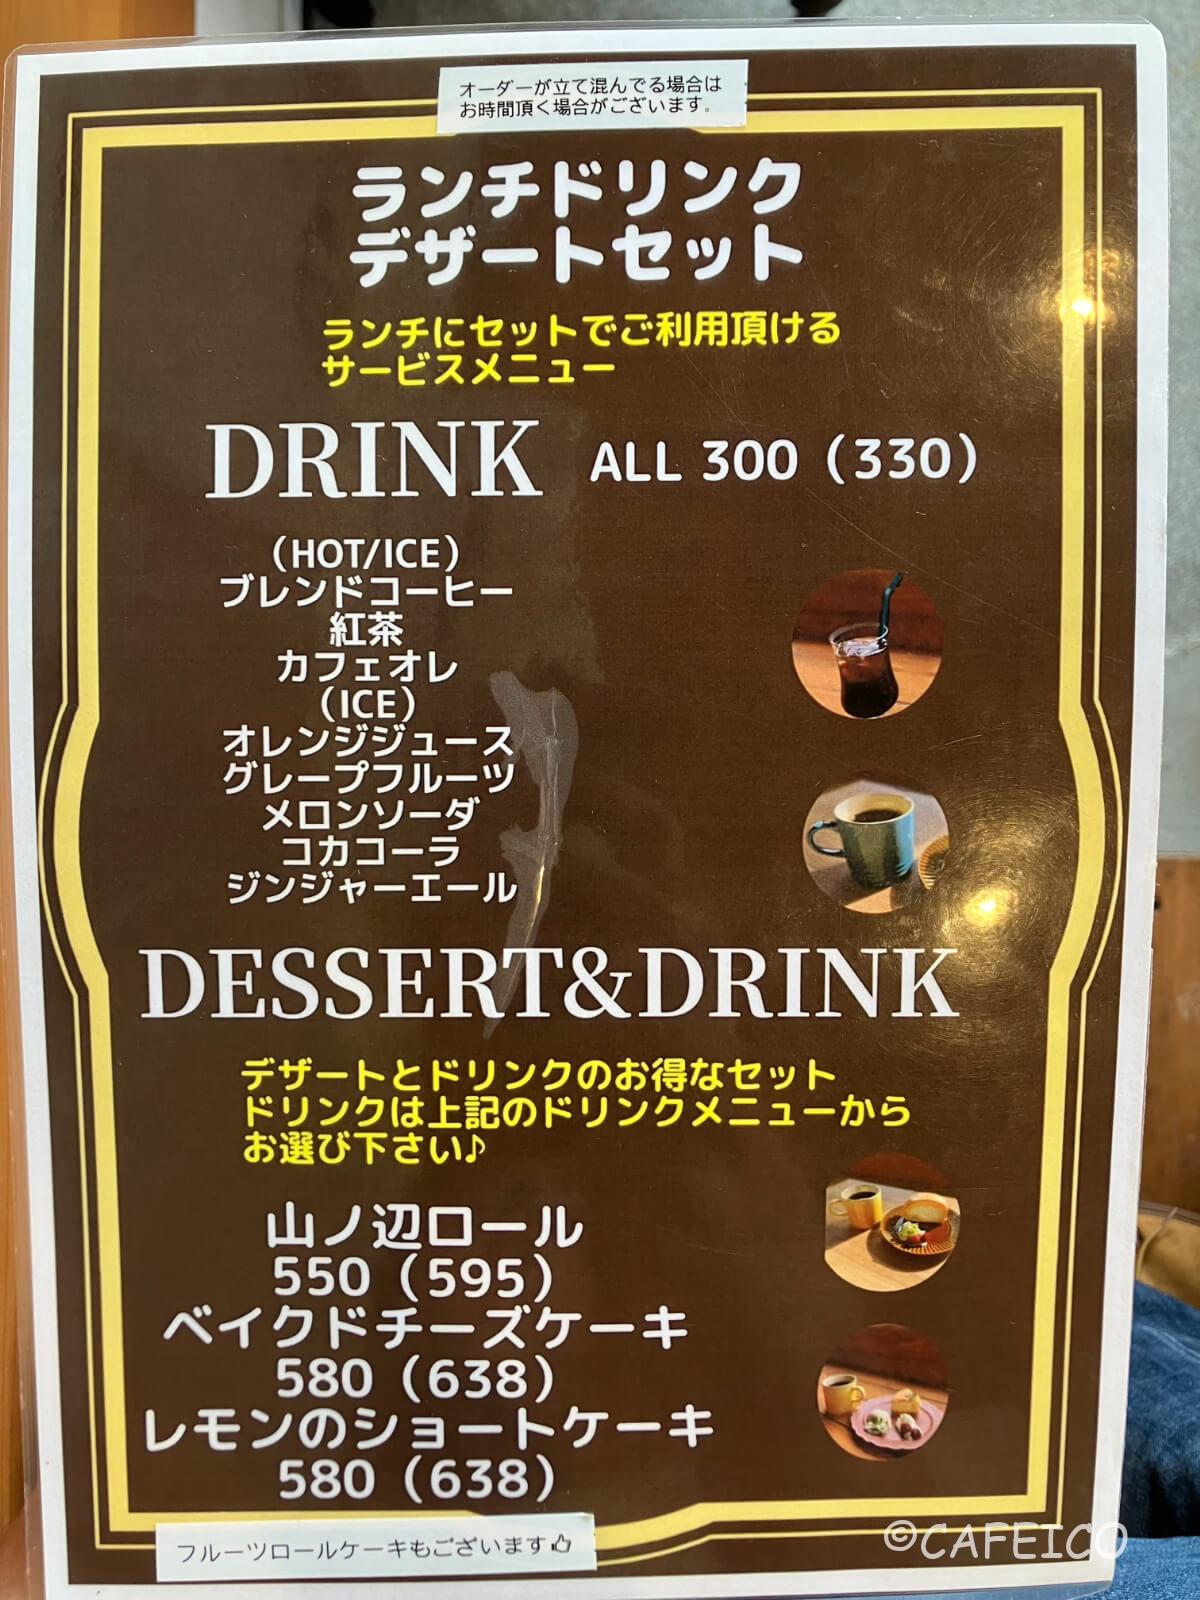 オーダーが立て混んでる場合は
お時間頂く場合がございます。
ランチドリンク
デザートセット
ランチにセットでご利用頂ける
サービスメニュー
DRINK ALL 300（330）
（HOT/ICE）
ブレンドコーヒー
紅茶
カフェオレ
（ICE）
オレンジジュース
グレープフルーツ
メロンソーダ
コカコーラ
ジンジャーエール
DESSERT&DRINK
デザートとドリンクのお得なセット
ドリンクは上記のドリンクメニューから
お選び下さい♪
山ノ辺ロール
550（595）
ベイクドチーズケーキ
580（638）
レモンのショートケーキ
580（638）
フルーツロールケーキもございます👍
©CAFEICO